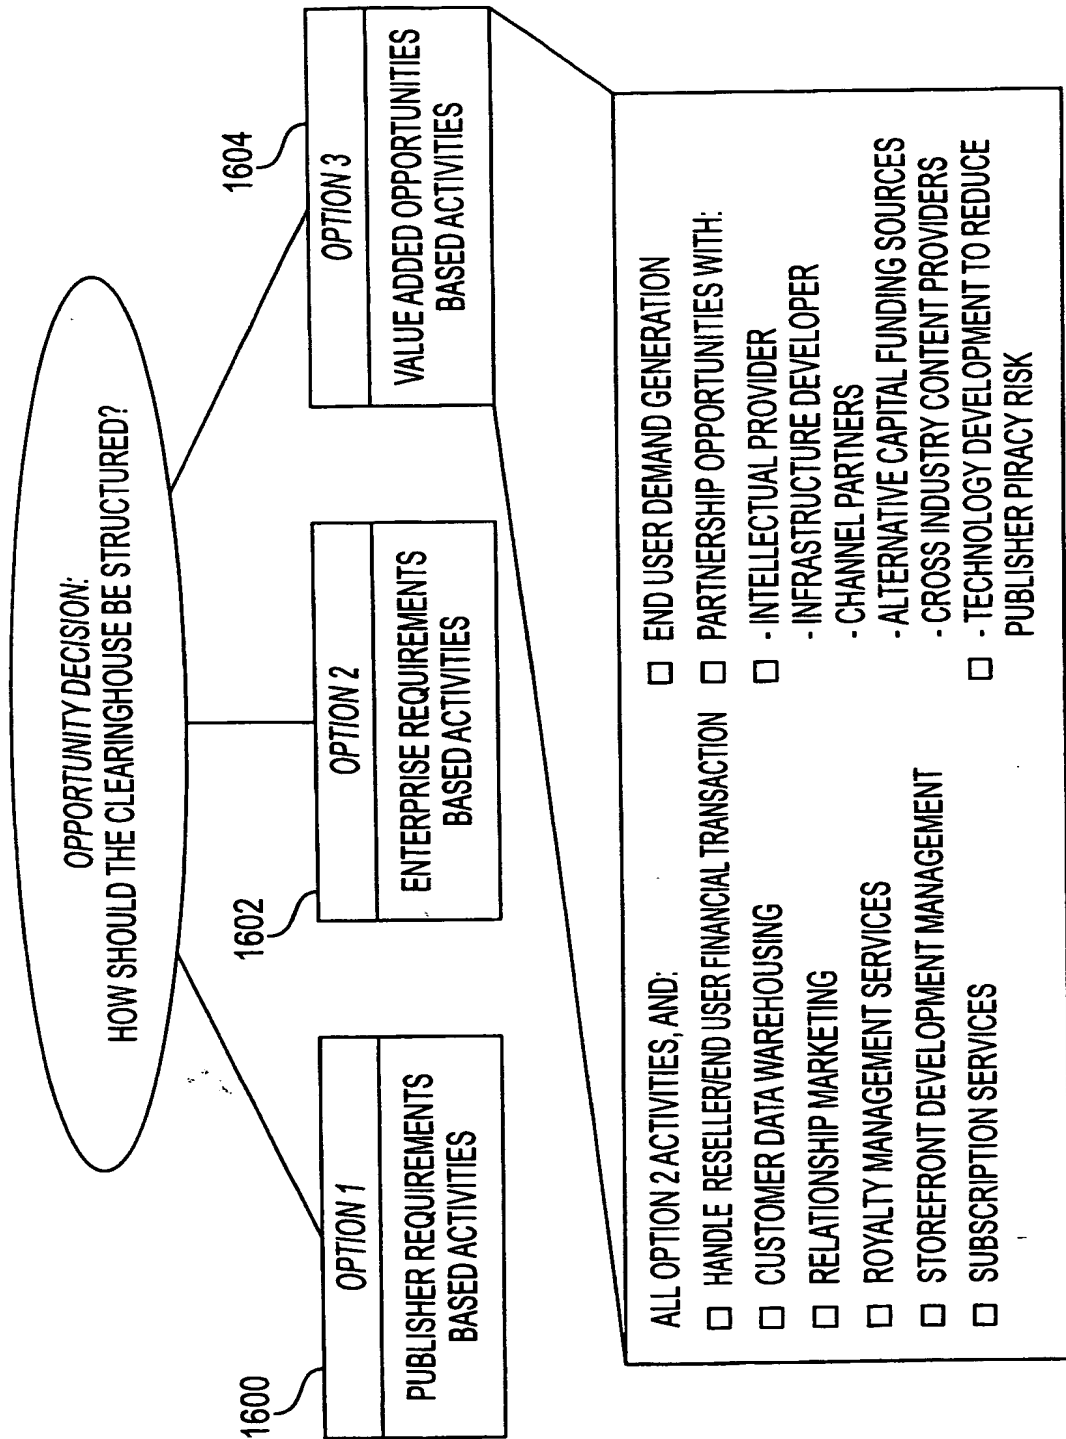 OPPORTUNITY DECISION:
HOW SHOULD THE CLEARINGHOUSE BE STRUCTURED?
1600
OPTION 1
PUBLISHER REQUIREMENTS
BASED ACTIVITIES
1602
OPTION 2
ENTERPRISE REQUIREMENTS
BASED ACTIVITIES
1604
OPTION 3
VALUE ADDED OPPORTUNITIES
BASED ACTIVITIES
ALL OPTION 2 ACTIVITIES, AND:
☐ HANDLE RESELLER/END USER FINANCIAL TRANSACTION
☐ CUSTOMER DATA WAREHOUSING
☐ RELATIONSHIP MARKETING
☐ ROYALTY MANAGEMENT SERVICES
☐ STOREFRONT DEVELOPMENT MANAGEMENT
☐ SUBSCRIPTION SERVICES
☐ END USER DEMAND GENERATION
☐ PARTNERSHIP OPPORTUNITIES WITH:
☐ - INTELLECTUAL PROVIDER
- INFRASTRUCTURE DEVELOPER
- CHANNEL PARTNERS
- ALTERNATIVE CAPITAL FUNDING SOURCES
- CROSS INDUSTRY CONTENT PROVIDERS
☐ - TECHNOLOGY DEVELOPMENT TO REDUCE
PUBLISHER PIRACY RISK